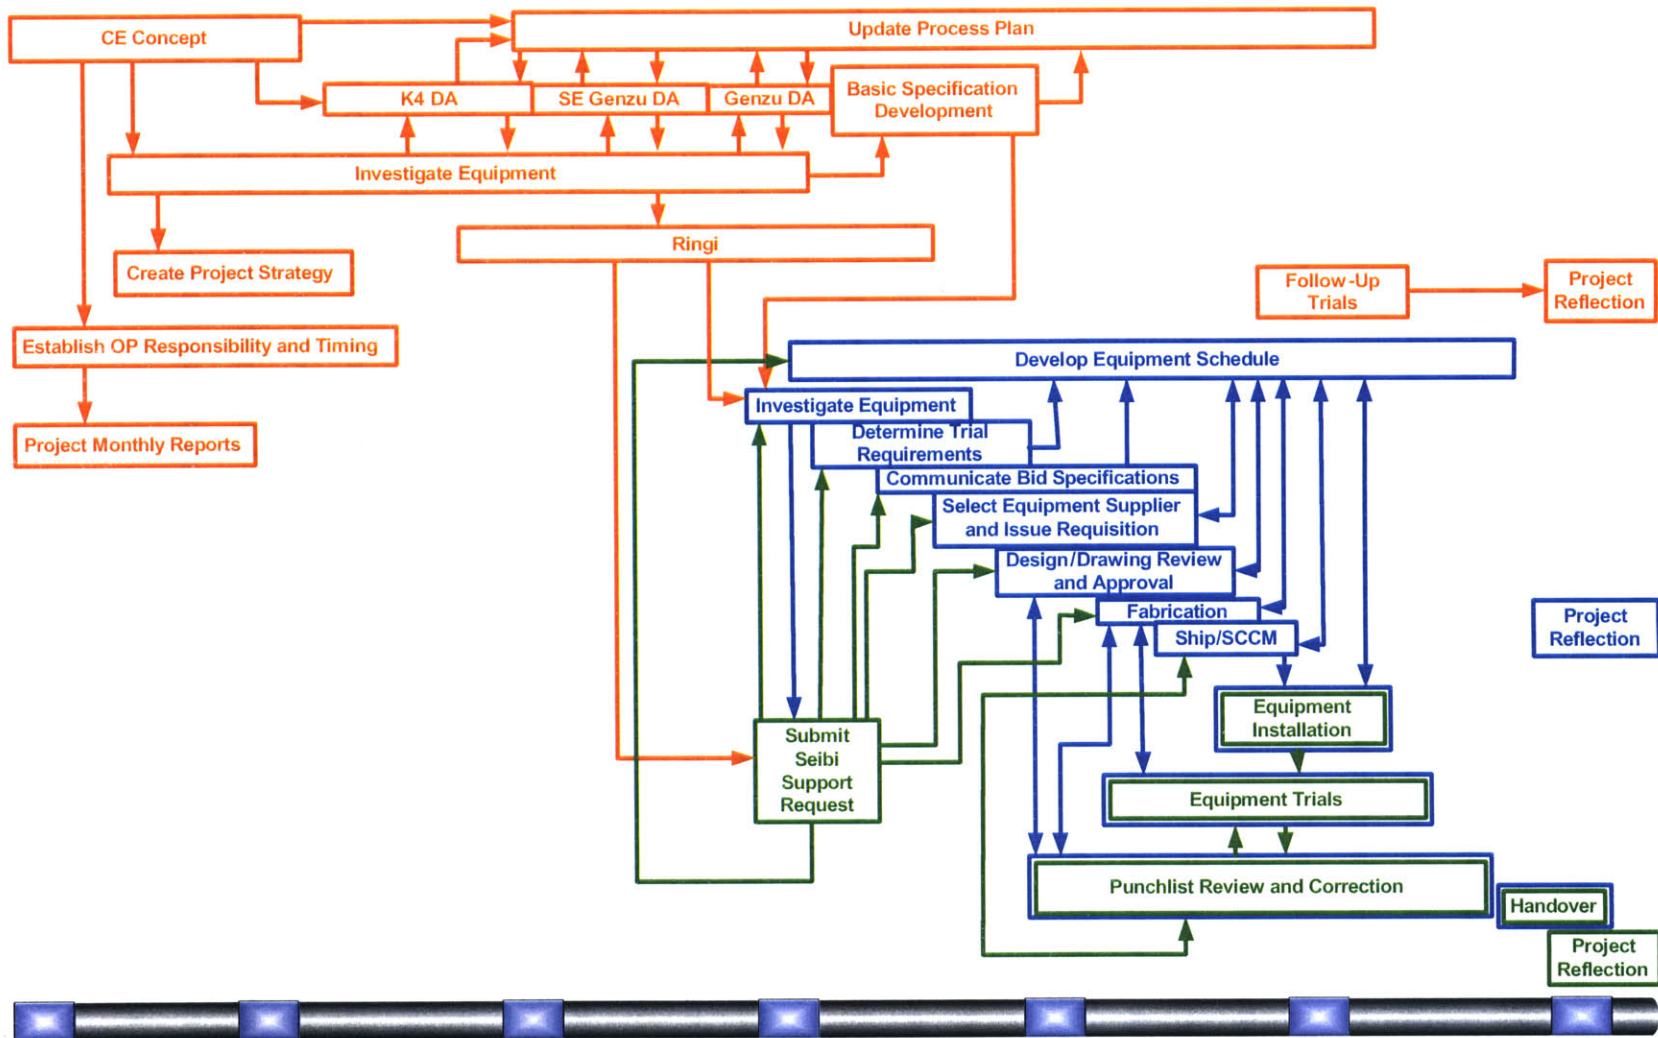 CE Concept
Update Process Plan
K4 DA
SE Genzu DA
Genzu DA
Basic Specification
Development
Investigate Equipment
Ringi
Create Project Strategy
Follow-Up
Trials
Project
Reflection
Establish OP Responsibility and Timing
Develop Equipment Schedule
Investigate Equipment
Project Monthly Reports
Determine Trial
Requirements
Communicate Bid Specifications
Select Equipment Supplier
and Issue Requisition
Design/Drawing Review
and Approval
Fabrication
Ship/SCCM
Project
Reflection
Equipment
Installation
Submit
Seibi
Support
Request
Equipment Trials
Punchlist Review and Correction
Handover
Project
Reflection